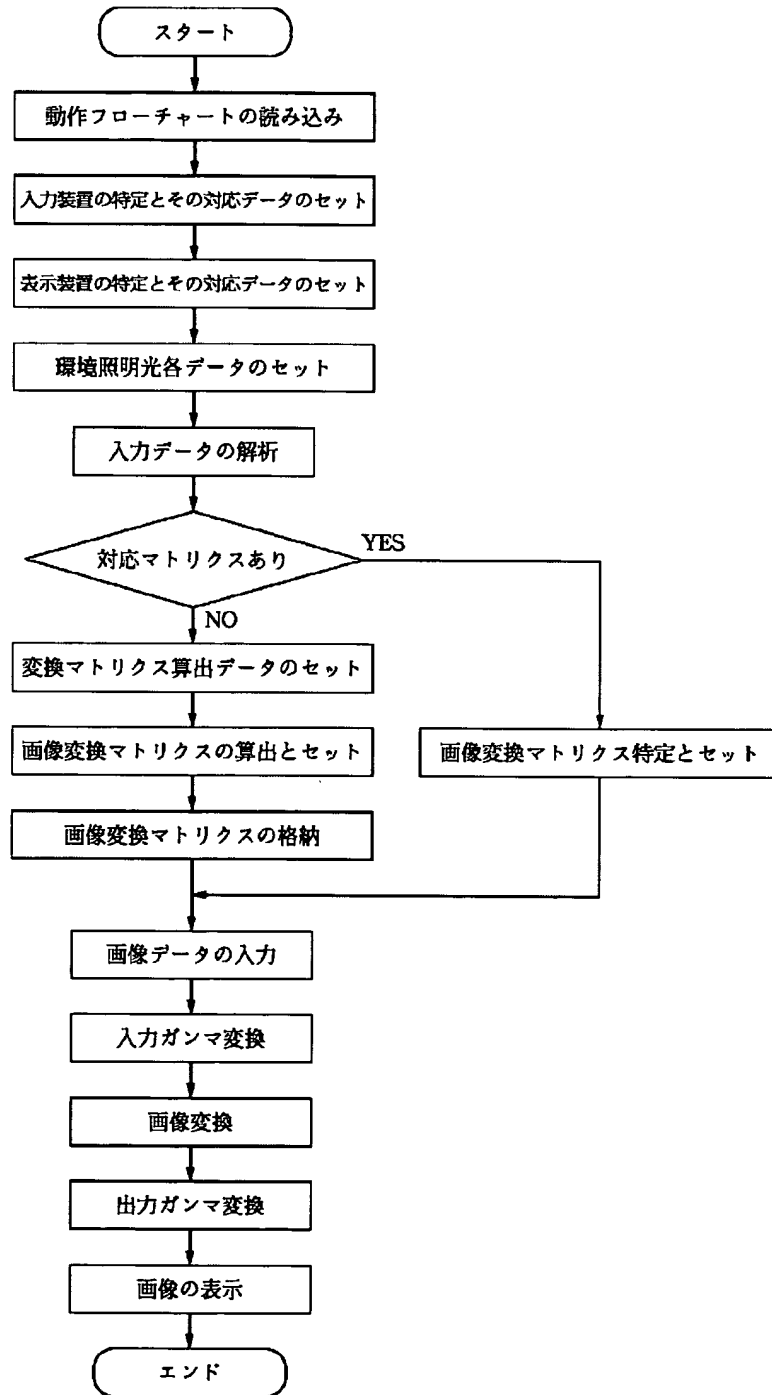 スタート
動作フローチャートの読み込み
入力装置の特定とその対応データのセット
表示装置の特定とその対応データのセット
環境照明光各データのセット
入力データの解析
対応マトリクスあり
YES
NO
変換マトリクス算出データのセット
画像変換マトリクスの算出とセット
画像変換マトリクス特定とセット
画像変換マトリクスの格納
画像データの入力
入力ガンマ変換
画像変換
出力ガンマ変換
画像の表示
エンド